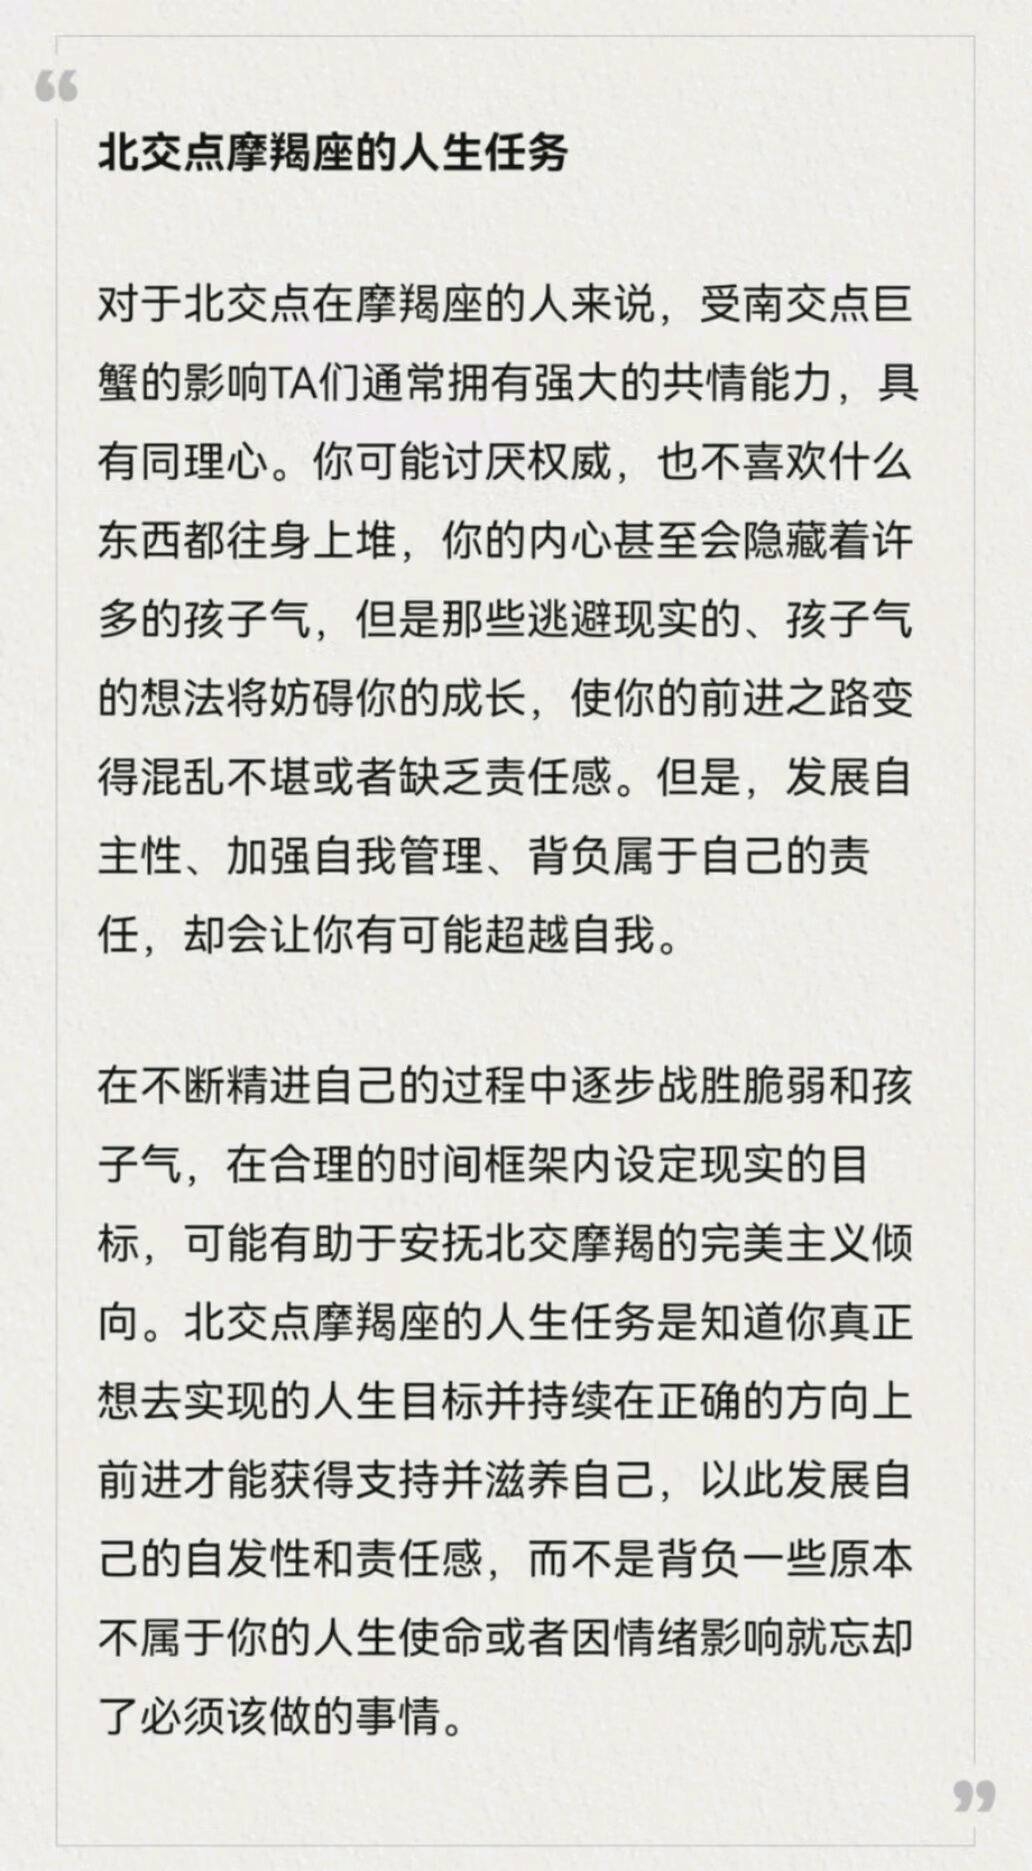 “
北交点摩羯座的人生任务
对于北交点在摩羯座的人来说，受南交点巨
蟹的影响TA们通常拥有强大的共情能力，具
有同理心。你可能讨厌权威，也不喜欢什么
东西都往身上堆，你的内心甚至会隐藏着许
多的孩子气，但是那些逃避现实的、孩子气
的想法将妨碍你的成长，使你的前进之路变
得混乱不堪或者缺乏责任感。但是，发展自
主性、加强自我管理、背负属于自己的责
任，却会让你有可能超越自我。
在不断精进自己的过程中逐步战胜脆弱和孩
子气，在合理的时间框架内设定现实的目
标，可能有助于安抚北交摩羯的完美主义倾
向。北交点摩羯座的人生任务是知道你真正
想去实现的人生目标并持续在正确的方向上
前进才能获得支持并滋养自己，以此发展自
己的自发性和责任感，而不是背负一些原本
不属于你的人生使命或者因情绪影响就忘却
了必须该做的事情。
”